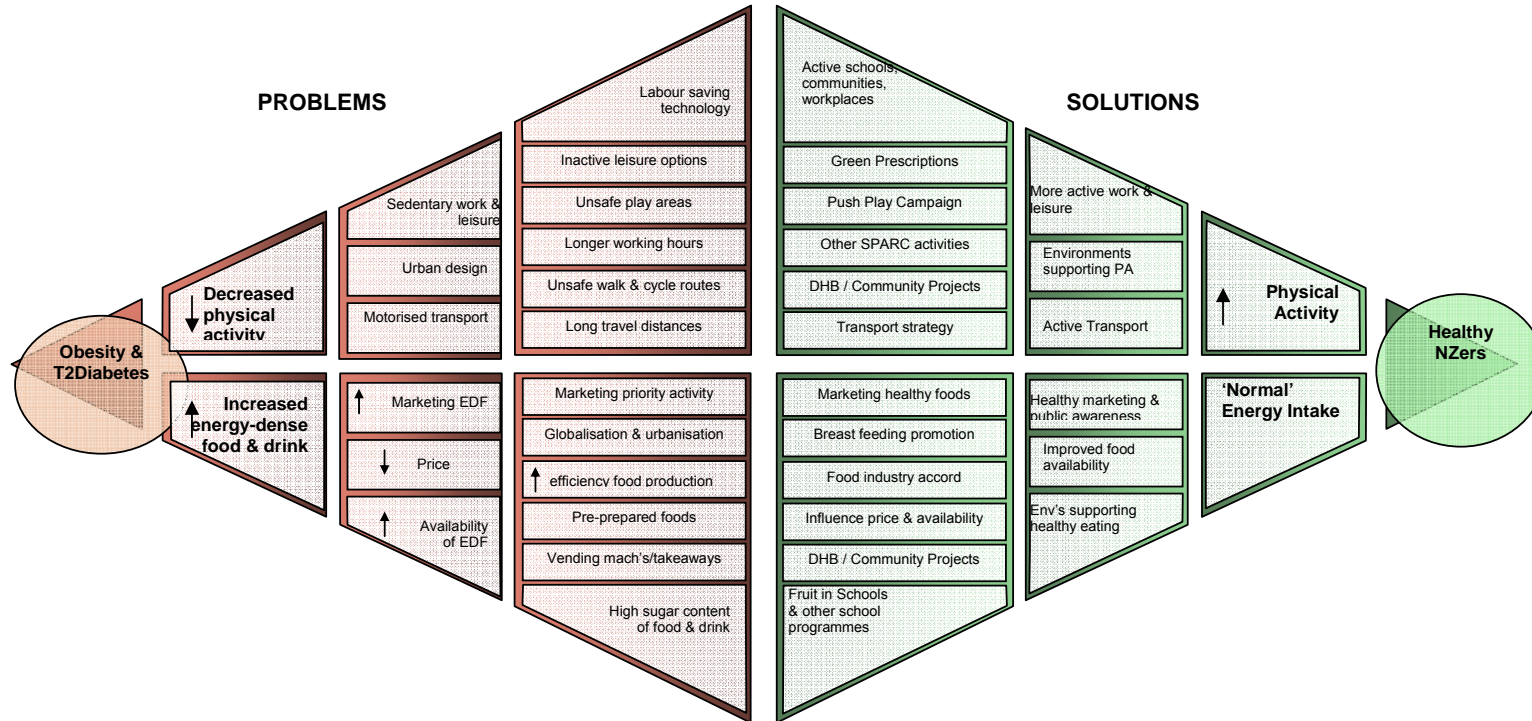 PROBLEMS
SOLUTIONS
Obesity &
T2Diabetes
↓ Decreased
physical
activity
↑ Increased
energy-dense
food & drink
Sedentary work &
leisure
Urban design
Motorised transport
↑ Marketing EDF
↓ Price
↑ Availability
of EDF
Labour saving
technology
Inactive leisure options
Unsafe play areas
Longer working hours
Unsafe walk & cycle routes
Long travel distances
Marketing priority activity
Globalisation & urbanisation
↑ efficiency food production
Pre-prepared foods
Vending mach's/takeaways
High sugar content
of food & drink
Active schools,
communities,
workplaces
Green Prescriptions
Push Play Campaign
Other SPARC activities
DHB / Community Projects
Transport strategy
Marketing healthy foods
Breast feeding promotion
Food industry accord
Influence price & availability
DHB / Community Projects
Fruit in Schools
& other school
programmes
More active work &
leisure
Environments
supporting PA
Active Transport
Healthy marketing &
public awareness
Improved food
availability
Env's supporting
healthy eating
↑ Physical
Activity
'Normal'
Energy Intake
Healthy
NZers